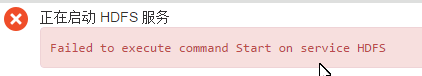 正在启动 HDFS 服务
Failed to execute command Start on service HDFS